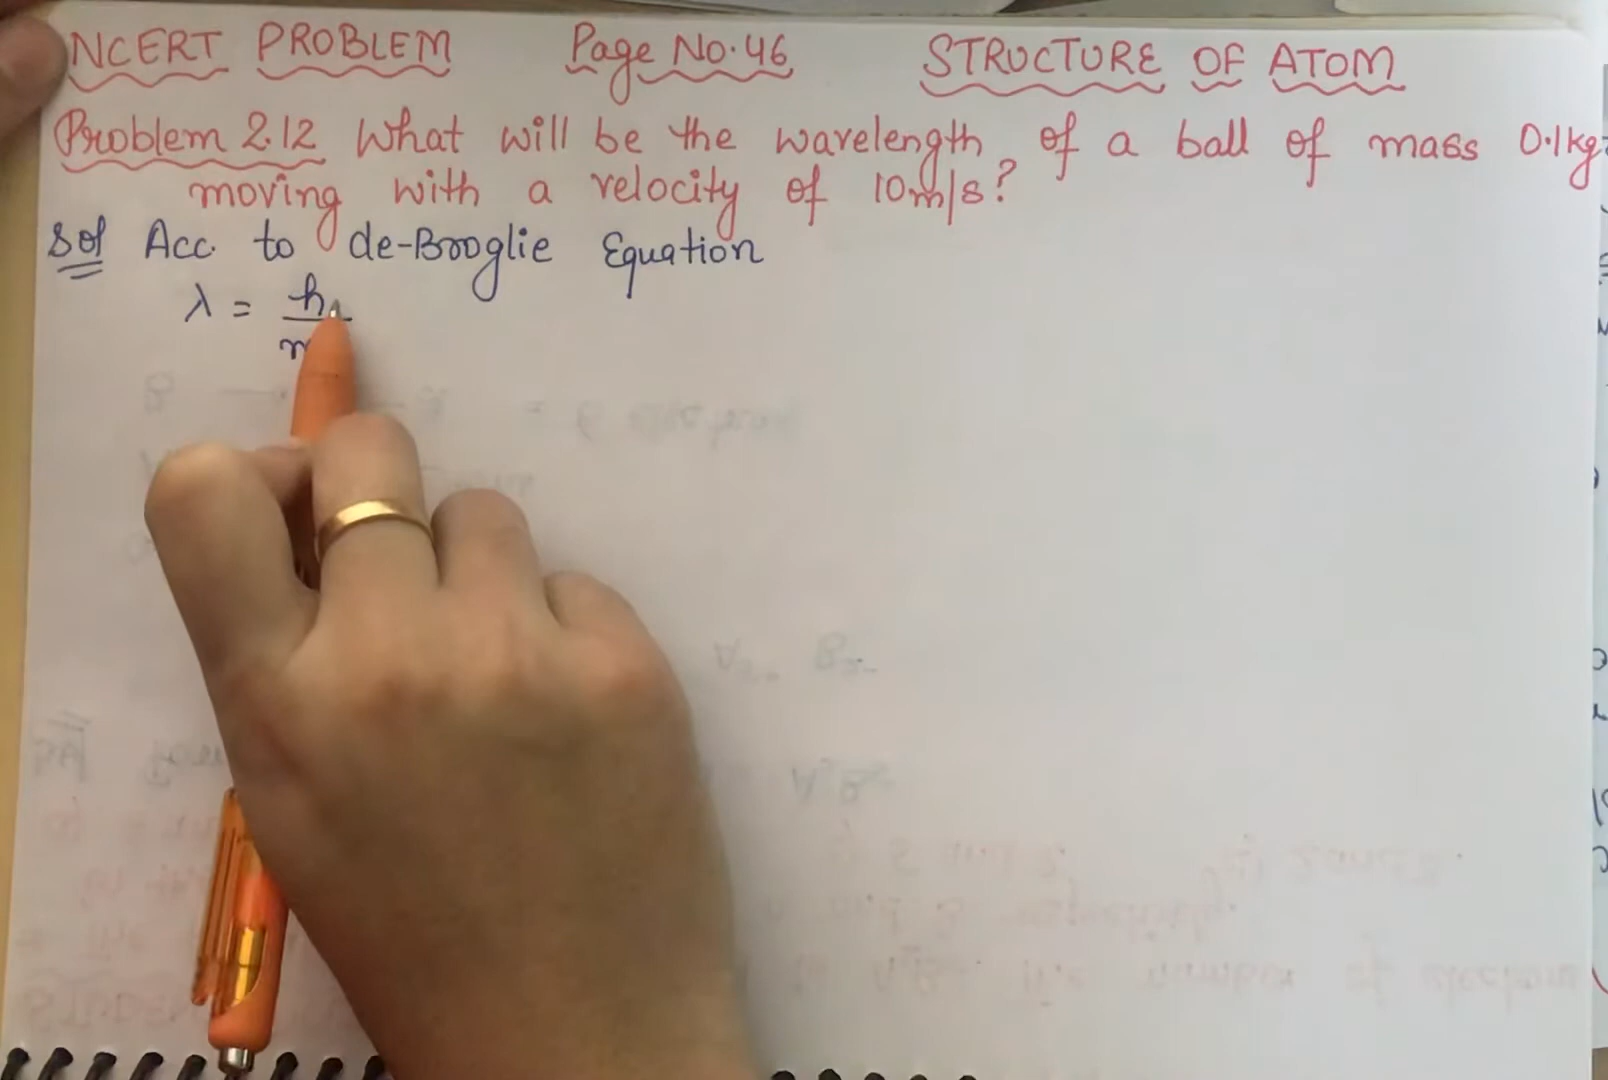 NCERT PROBLEM Page No.46 STRUCTURE OF ATOM
Problem 2.12 What will be the wavelength of a ball of mass 0.1kg
moving with a velocity of 10m/s?
Sol Acc. to de-Broglie Equation
λ = h
m